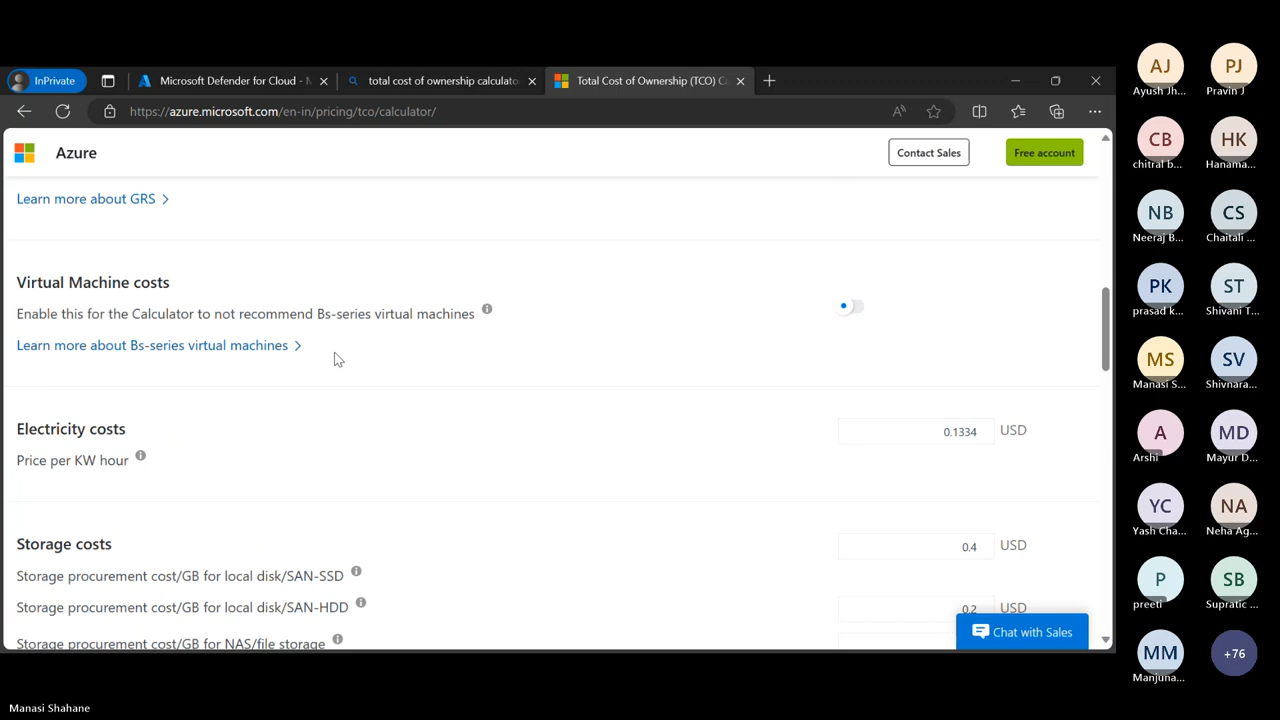 InPrivate
Microsoft Defender for Cloud - M
total cost of ownership calculato
Total Cost of Ownership (TCO) C
https://azure.microsoft.com/en-in/pricing/tco/calculator/
Azure
Contact Sales
Free account
Learn more about GRS
Virtual Machine costs
Enable this for the Calculator to not recommend Bs-series virtual machines
Learn more about Bs-series virtual machines
Electricity costs
0.1334 USD
Price per KW hour
Storage costs
0.4 USD
Storage procurement cost/GB for local disk/SAN-SSD
Storage procurement cost/GB for local disk/SAN-HDD
0.2 USD
Storage procurement cost/GB for NAS/file storage
Chat with Sales
AJ
Ayush Jh...
PJ
Pravin J
CB
chitral b...
HK
Hanama...
NB
Neeraj B...
CS
Chaitali ...
PK
prasad k...
ST
Shivani T...
MS
Manasi S...
SV
Shivnara...
A
Arshi
MD
Mayur D...
YC
Yash Cha...
NA
Neha Ag...
P
preeti
SB
Supratic ...
MM
Manjuna...
+76
Manasi Shahane